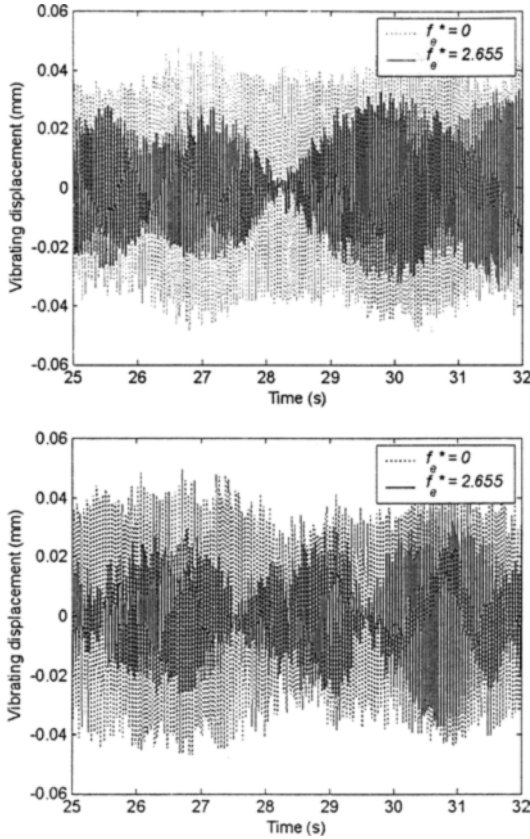 0.06
0.04
0.02
0
-0.02
-0.04
-0.06
Vibrating displacement (mm)
f_e* = 0
f_e* = 2.655
25 26 27 28 29 30 31 32
Time (s)
0.06
0.04
0.02
0
-0.02
-0.04
-0.06
Vibrating displacement (mm)
f_e* = 0
f_e* = 2.655
25 26 27 28 29 30 31 32
Time (s)